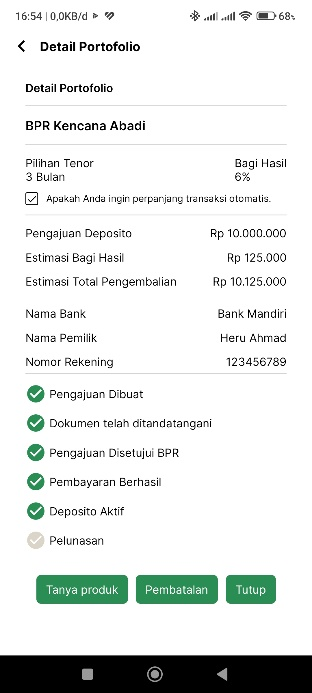 16:54 | 0,0KB/d
68%
Detail Portofolio
Detail Portofolio
BPR Kencana Abadi
Pilihan Tenor Bagi Hasil
3 Bulan 6%
Apakah Anda ingin perpanjang transaksi otomatis.
Pengajuan Deposito Rp 10.000.000
Estimasi Bagi Hasil Rp 125.000
Estimasi Total Pengembalian Rp 10.125.000
Nama Bank Bank Mandiri
Nama Pemilik Heru Ahmad
Nomor Rekening 123456789
Pengajuan Dibuat
Dokumen telah ditandatangani
Pengajuan Disetujui BPR
Pembayaran Berhasil
Deposito Aktif
Pelunasan
Tanya produk Pembatalan Tutup